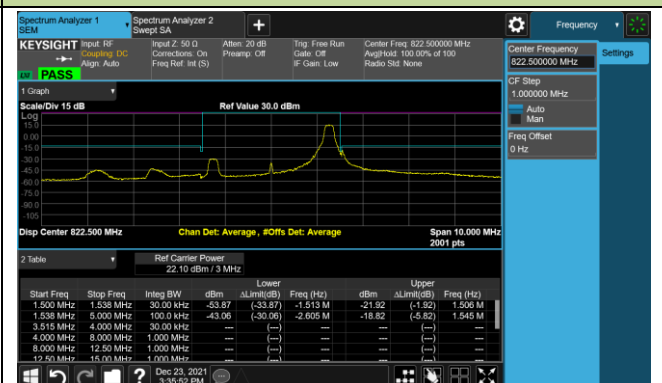 Spectrum Analyzer 1
SEM
Spectrum Analyzer 2
Swept SA
+
Frequency
KEYSIGHT
Input: RF
Coupling: DC
Align: Auto
Input Z: 50 Ω
Corrections: On
Freq Ref: Int (S)
Atten: 20 dB
Preamp: Off
Trig: Free Run
Gate: Off
IF Gain: Low
Center Freq: 822.500000 MHz
Avg|Hold: 100.00% of 100
Radio Std: None
PASS
Center Frequency
822.500000 MHz
Settings
CF Step
1.000000 MHz
Auto
Man
Freq Offset
0 Hz
1 Graph
Scale/Div 15 dB
Ref Value 30.0 dBm
Log
15.0
0.00
-15.0
-30.0
-45.0
-60.0
-75.0
-90.0
-105
Disp Center 822.500 MHz
Chan Det: Average, #Offs Det: Average
Span 10.000 MHz
2001 pts
2 Table
Ref Carrier Power
22.10 dBm / 3 MHz
Lower Upper
Start Freq Stop Freq Integ BW dBm ΔLimit(dB) Freq (Hz) dBm ΔLimit(dB) Freq (Hz)
1.500 MHz 1.538 MHz 30.00 kHz -53.87 (-33.87) -1.513 M -21.92 (-1.92) 1.506 M
1.538 MHz 5.000 MHz 100.0 kHz -43.06 (-30.06) -2.605 M -18.82 (-5.82) 1.545 M
3.515 MHz 4.000 MHz 30.00 kHz --- (---) --- --- (---) ---
4.000 MHz 8.000 MHz 1.000 MHz --- (---) --- --- (---) ---
8.000 MHz 12.50 MHz 1.000 MHz --- (---) --- --- (---) ---
12.50 MHz 15.00 MHz 1.000 MHz --- (---) --- --- (---) ---
?
Dec 23, 2021
3:35:52 PM